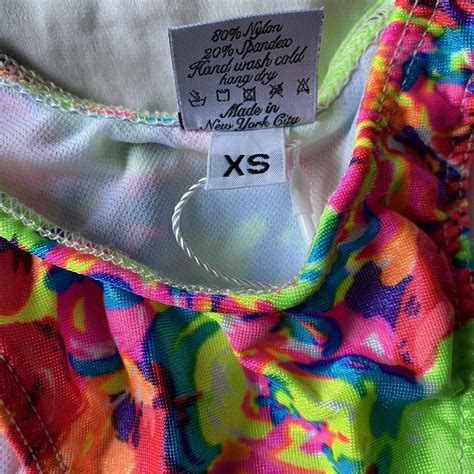 80% Nylon
20% Spandex
Hand wash cold
hang dry
Made in
New York City
XS